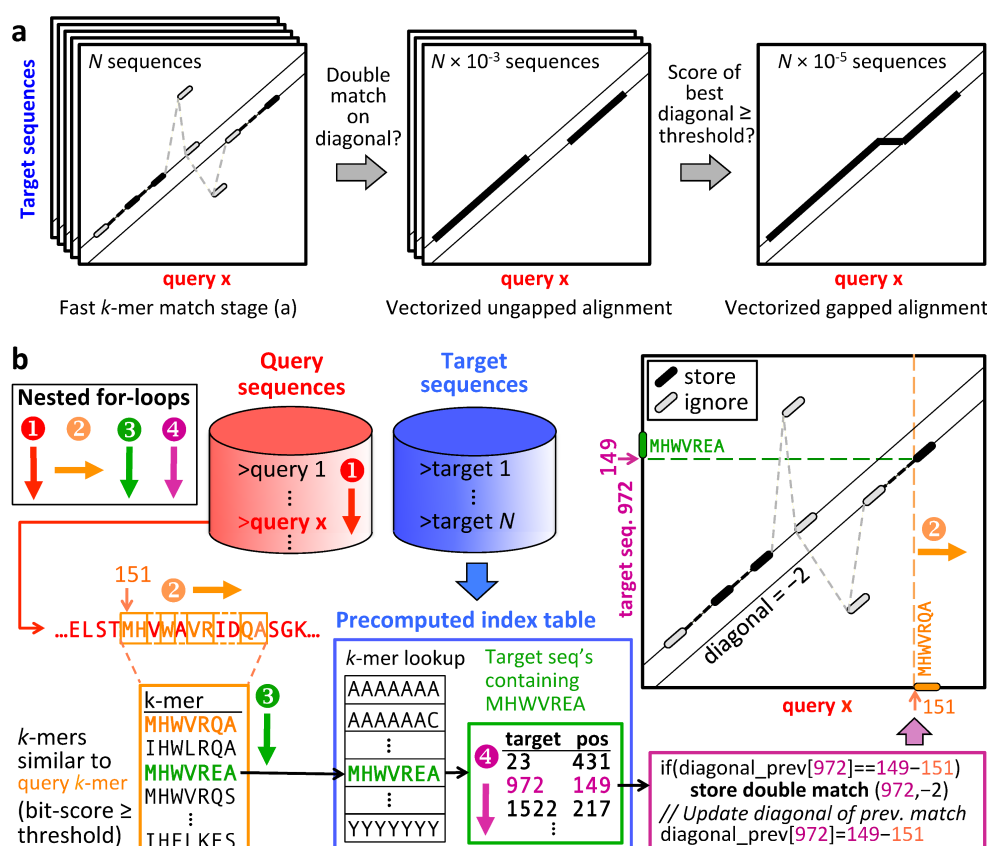 a
Target sequences
N sequences
Double
match
on
diagonal?
N × 10-3 sequences
Score of
best
diagonal ≥
threshold?
N × 10-5 sequences
query x
query x
query x
Fast k-mer match stage (a)
Vectorized ungapped alignment
Vectorized gapped alignment
b
Nested for-loops
1 2 3 4
Query
sequences
>query 1
1
⋮
>query x
⋮
Target
sequences
>target 1
⋮
>target N
151
2
…ELSTMHVWAVRIDQASGK…
k-mers
similar to
query k-mer
(bit-score ≥
threshold)
k-mer
MHWVRQA
IHWLRQA
MHWVREA
MHWVRQS
⋮
IHELKES
3
Precomputed index table
k-mer lookup
AAAAAAA
AAAAAAC
⋮
MHWVREA
⋮
YYYYYYY
Target seq's
containing
MHWVREA
4
target pos
23 431
972 149
1522 217
⋮
store
ignore
MHWVREA
149
target seq. 972
diagonal = −2
2
MHWVRQA
query x
151
if(diagonal_prev[972]==149−151)
store double match (972,−2)
// Update diagonal of prev. match
diagonal_prev[972]=149−151